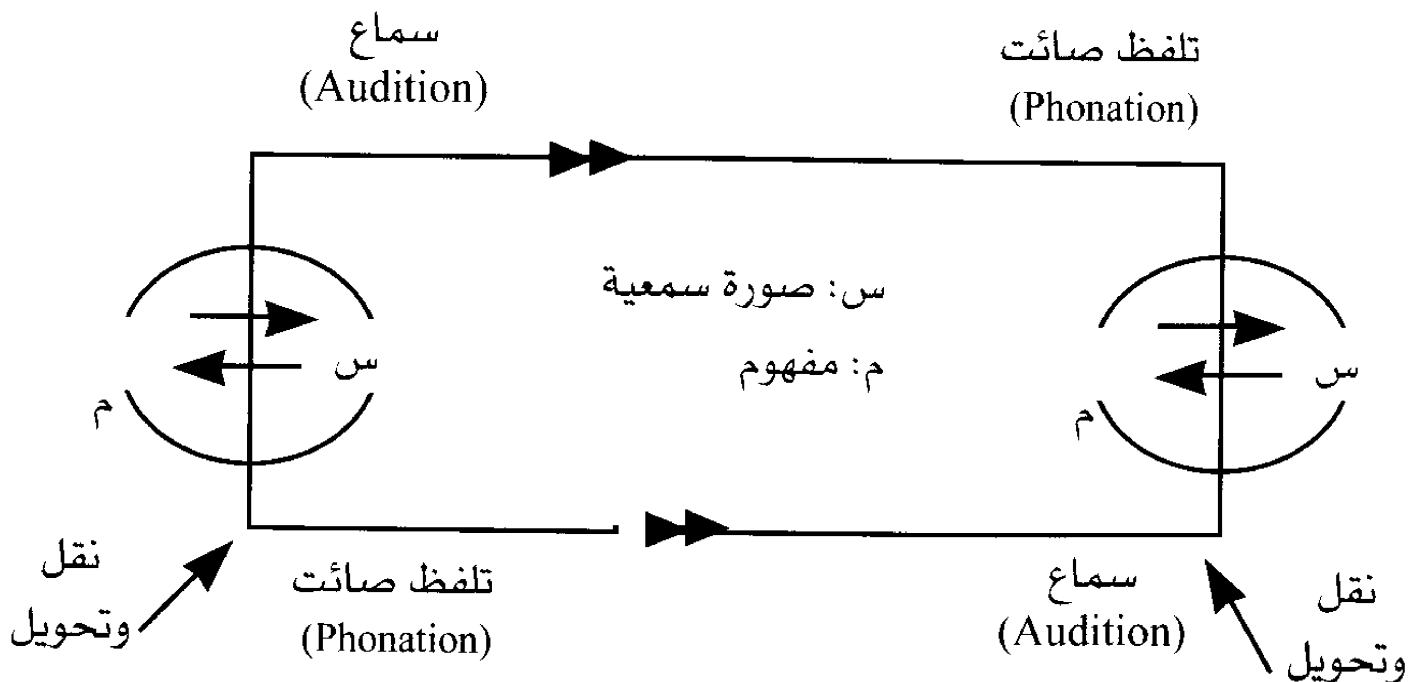 تلفظ صائت
(Phonation)
سماع
(Audition)
س: صورة سمعية
م: مفهوم
س
م
س
م
سماع
(Audition)
تلفظ صائت
(Phonation)
نقل
وتحويل
نقل
وتحويل